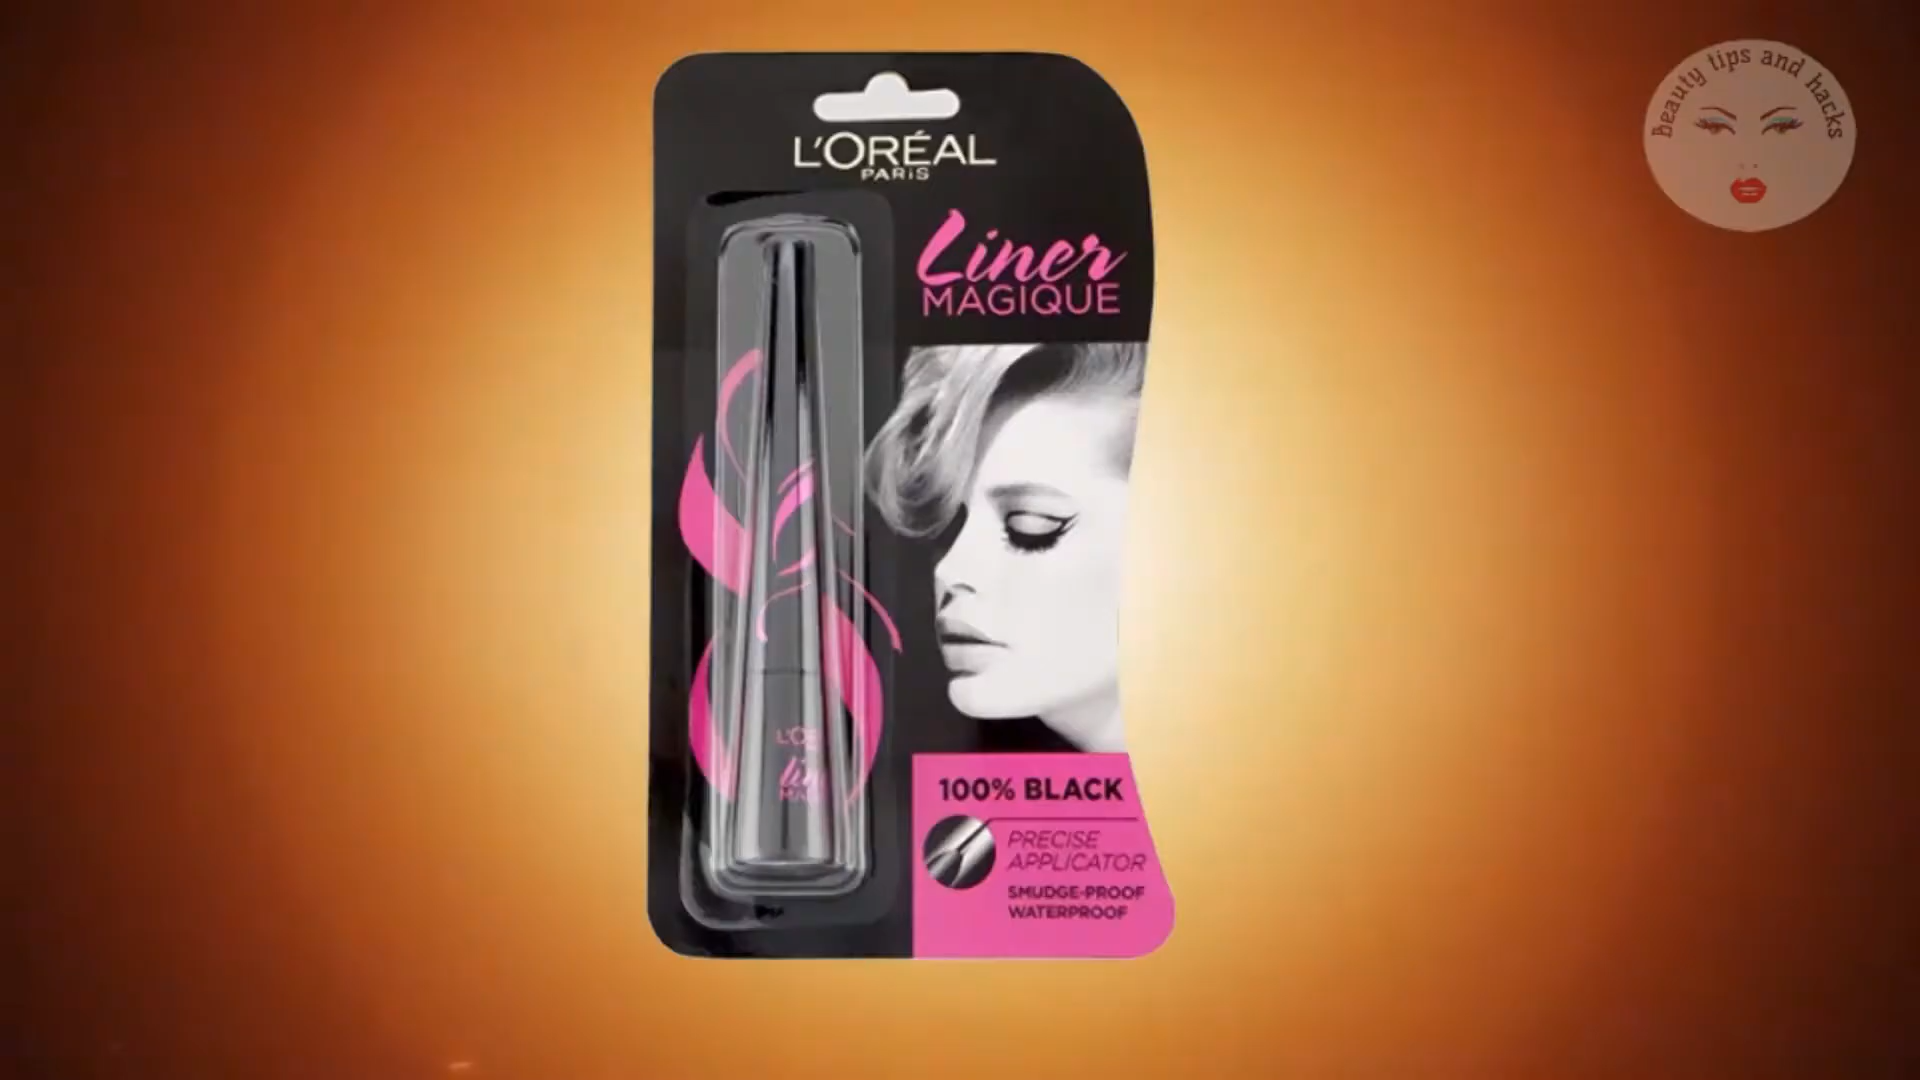 Beauty tips and hacks
L'ORÉAL
PARiS
Liner
MAGIQUE
100% BLACK
PRECISE
APPLICATOR
SMUDGE-PROOF
WATERPROOF